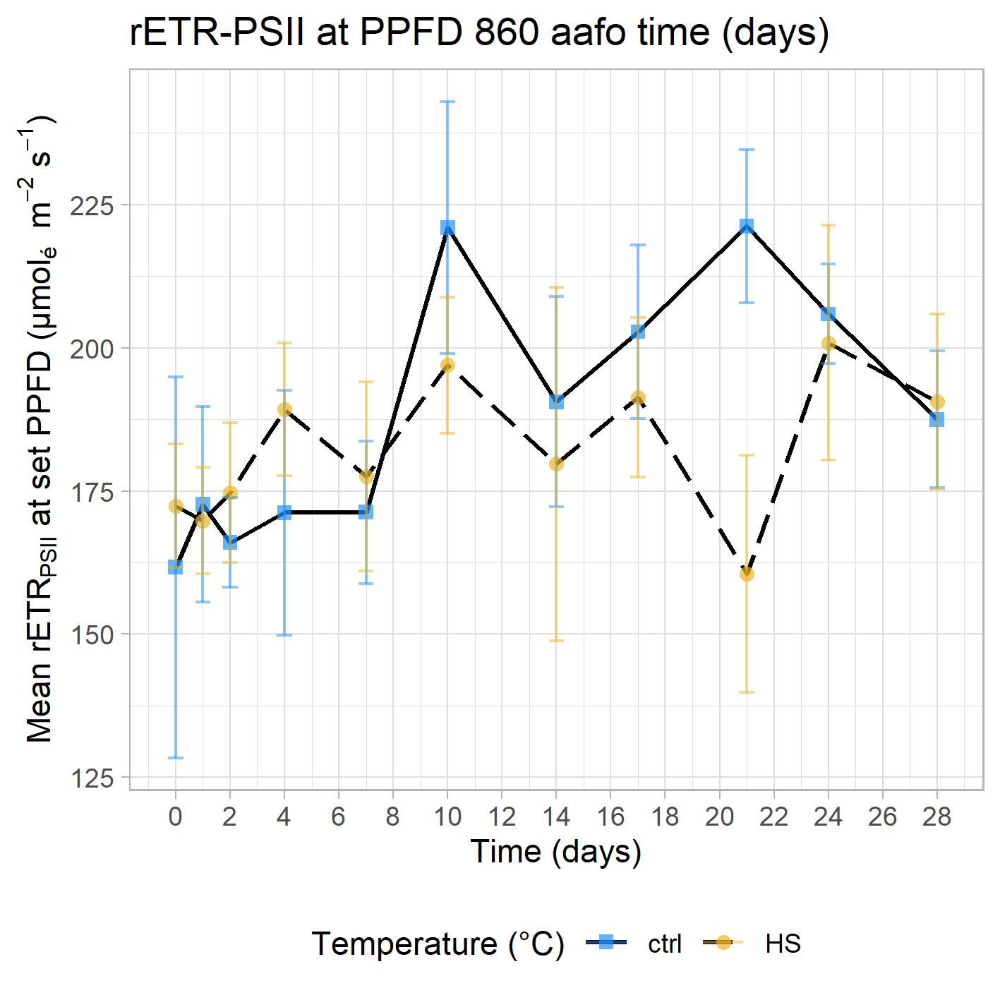 rETR-PSII at PPFD 860 aafo time (days)
Mean rETR_PSII at set PPFD (µmol_é m⁻² s⁻¹)
225
200
175
150
125
0 2 4 6 8 10 12 14 16 18 20 22 24 26 28
Time (days)
Temperature (°C) ctrl HS